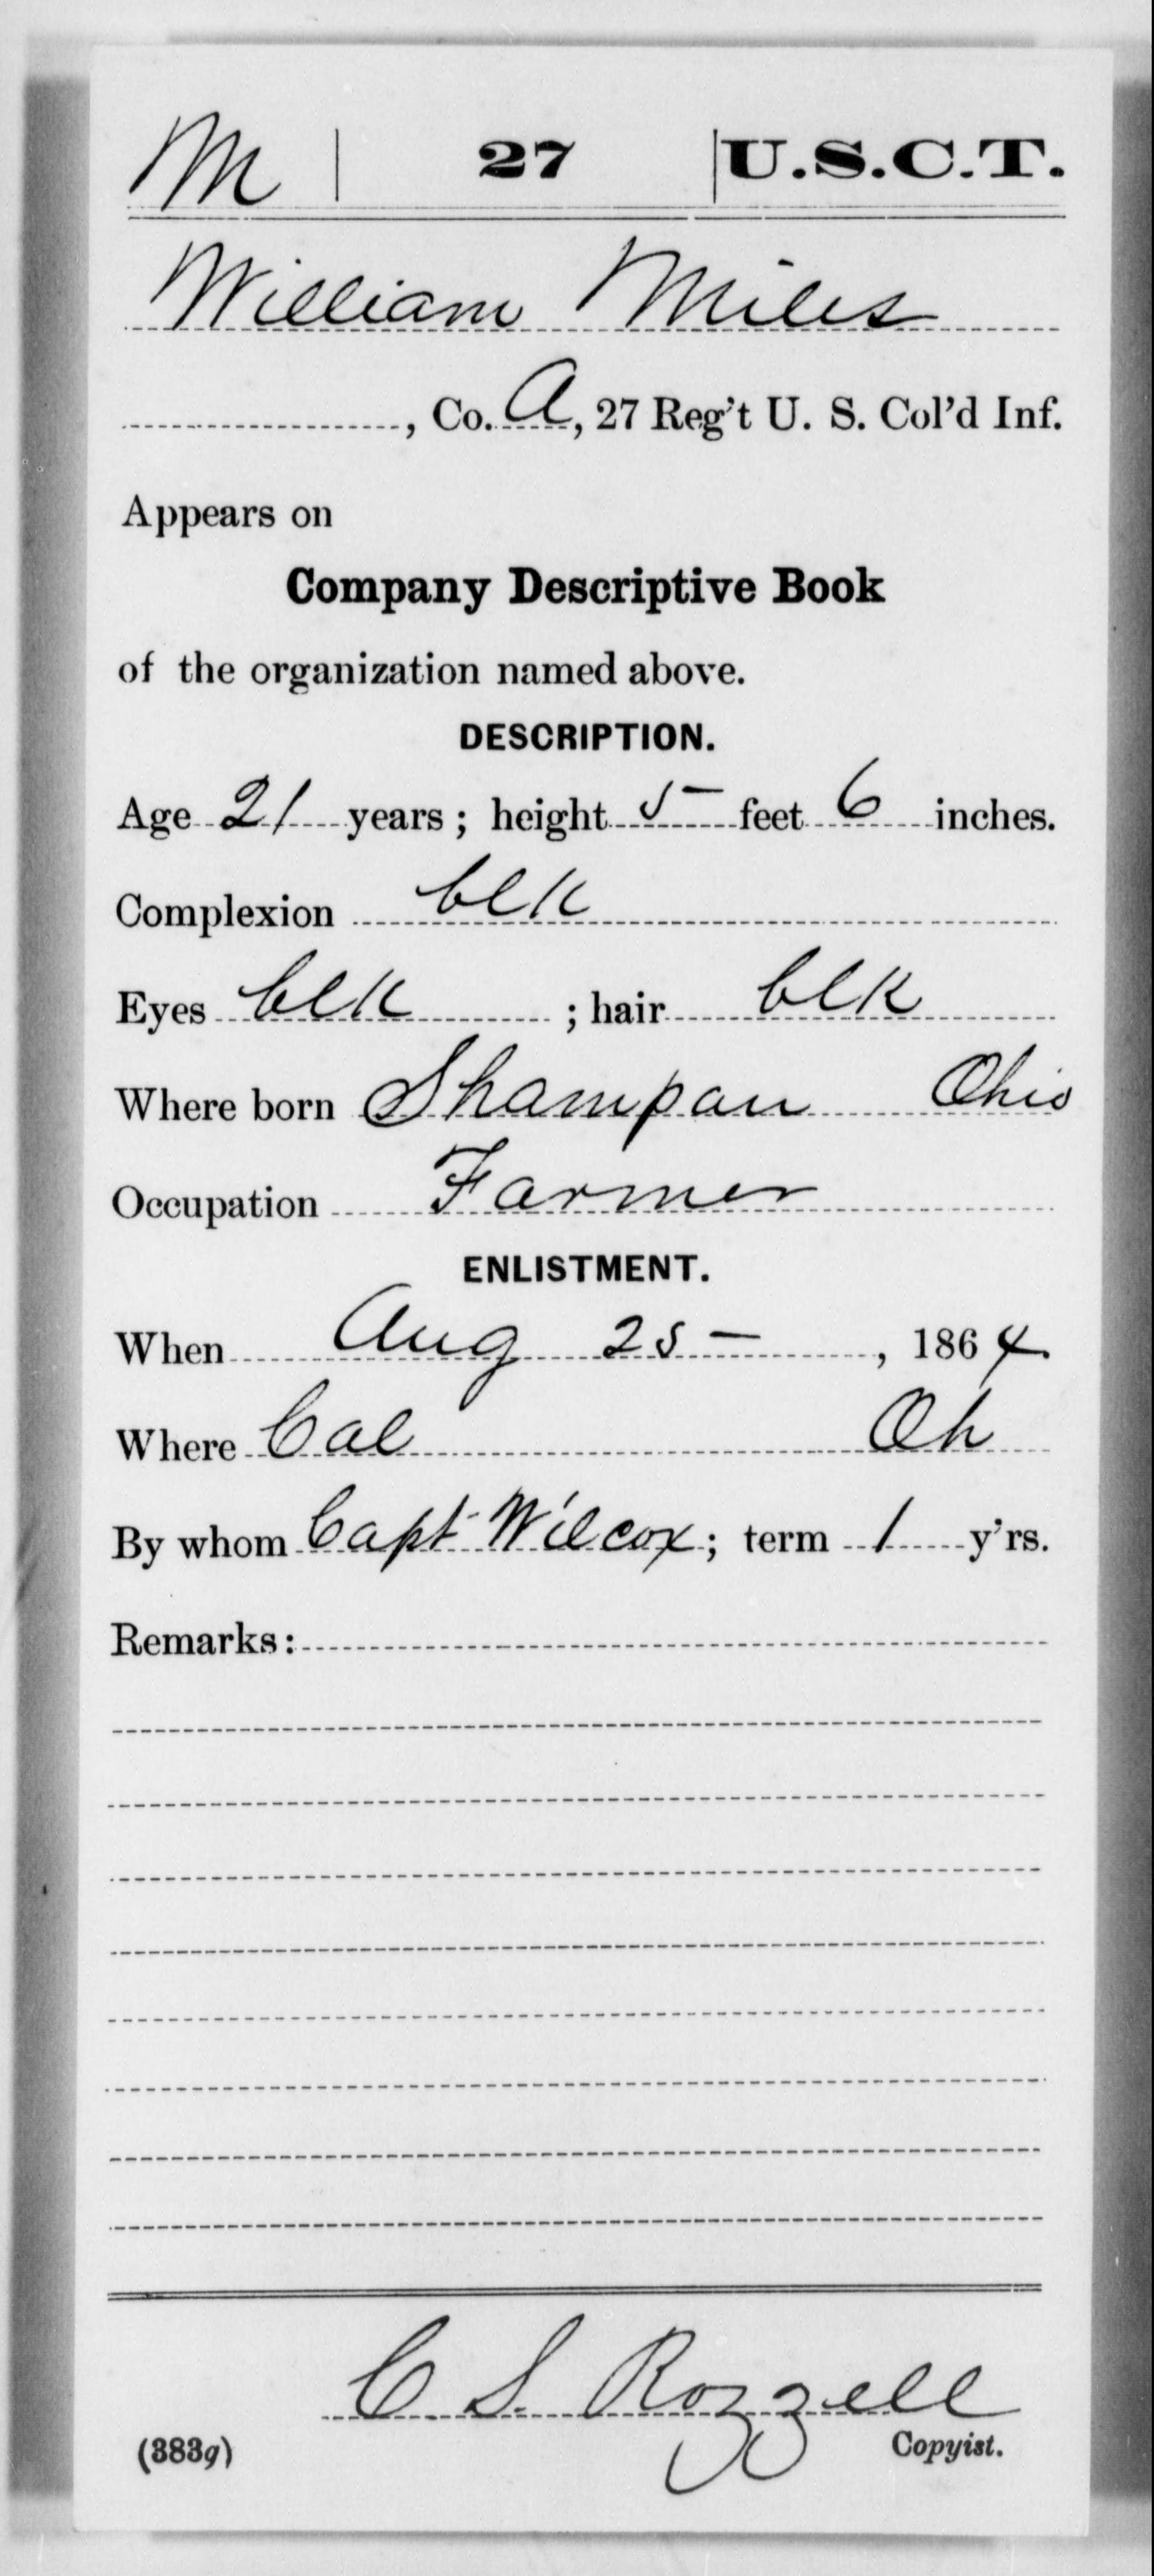 M | 27 | U.S.C.T.
William Miles
, Co. A, 27 Reg't U. S. Col'd Inf.
Appears on
Company Descriptive Book
of the organization named above.
DESCRIPTION.
Age 21 years; height 5 feet 6 inches.
Complexion blk
Eyes blk ; hair blk
Where born Shampan Ohio
Occupation Farmer
ENLISTMENT.
When Aug 25 — , 1864.
Where Cal Oh
By whom Capt Wilcox; term 1 y'rs.
Remarks:
C S Rozzell
(383g) Copyist.